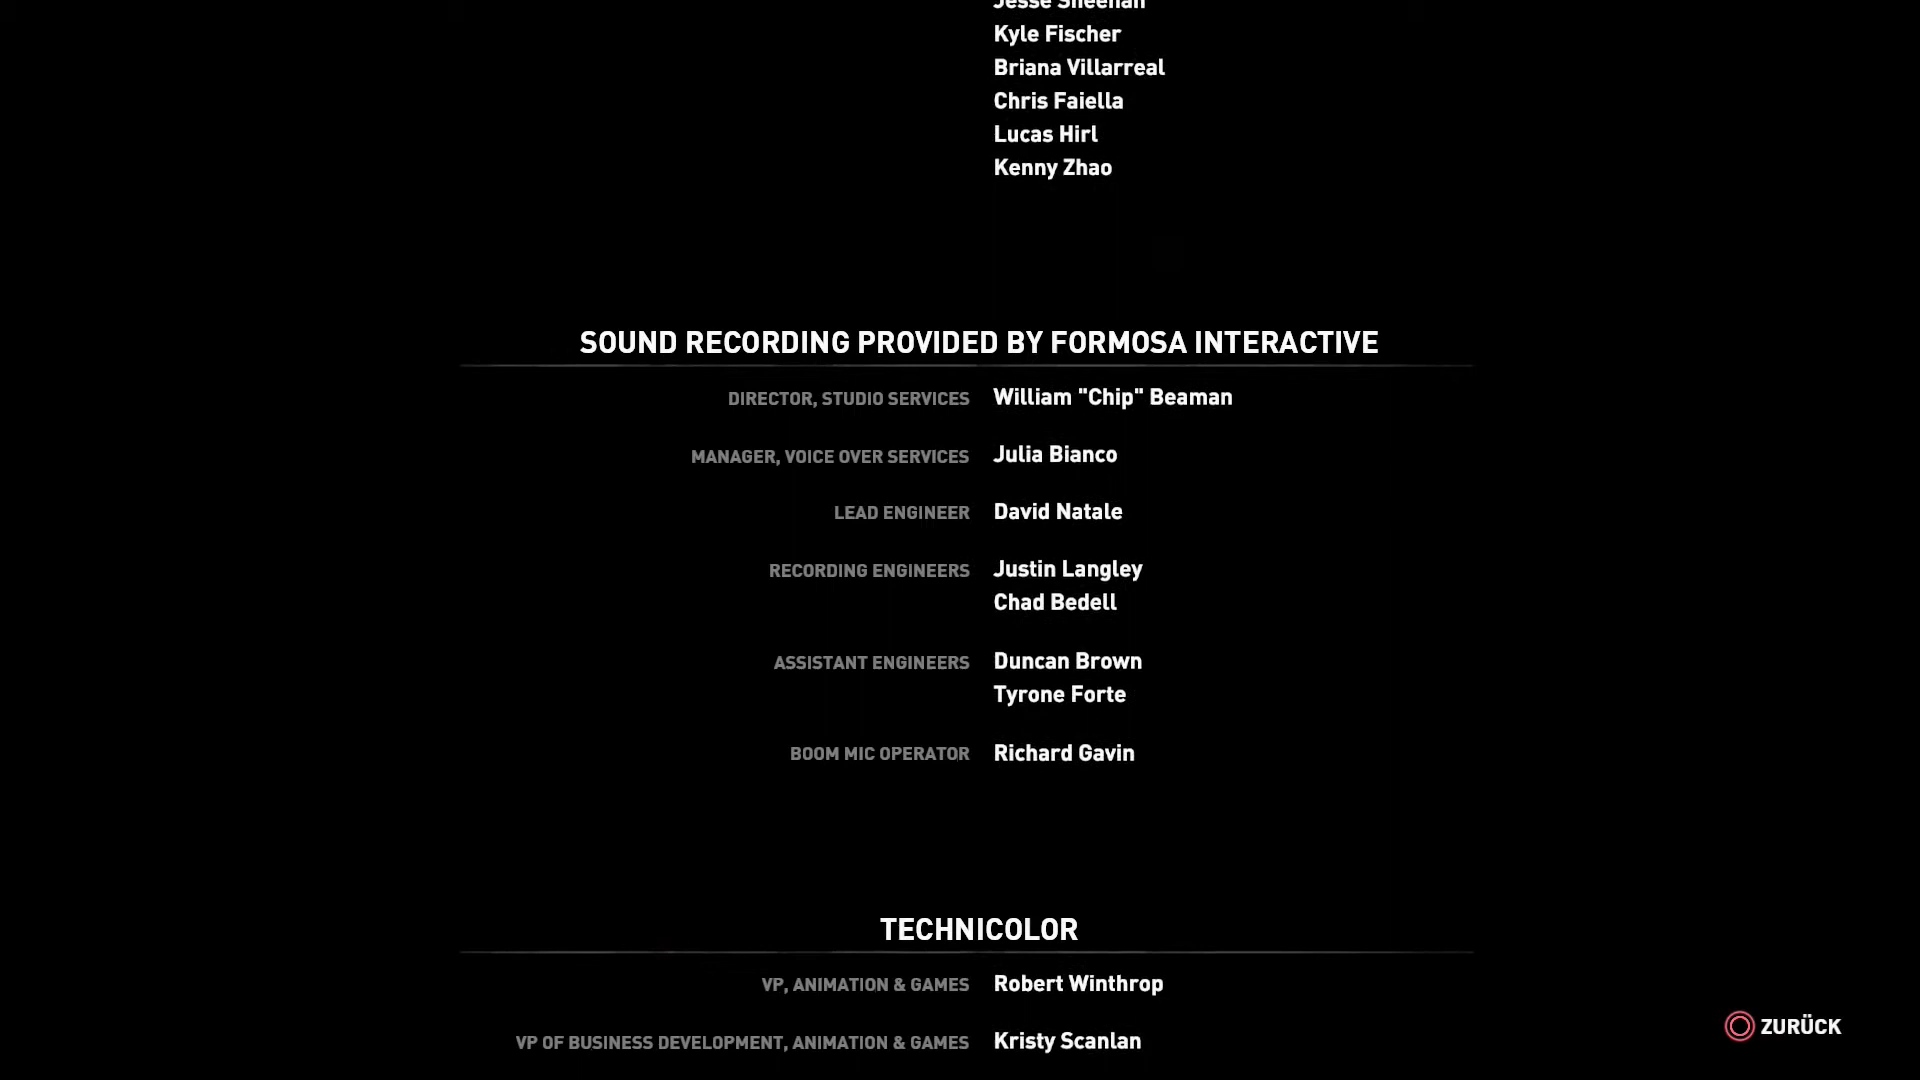 Jesse Sheehan
Kyle Fischer
Briana Villarreal
Chris Faiella
Lucas Hirl
Kenny Zhao
SOUND RECORDING PROVIDED BY FORMOSA INTERACTIVE
DIRECTOR, STUDIO SERVICES William "Chip" Beaman
MANAGER, VOICE OVER SERVICES Julia Bianco
LEAD ENGINEER David Natale
RECORDING ENGINEERS Justin Langley
Chad Bedell
ASSISTANT ENGINEERS Duncan Brown
Tyrone Forte
BOOM MIC OPERATOR Richard Gavin
TECHNICOLOR
VP, ANIMATION & GAMES Robert Winthrop
VP OF BUSINESS DEVELOPMENT, ANIMATION & GAMES Kristy Scanlan
ZURÜCK